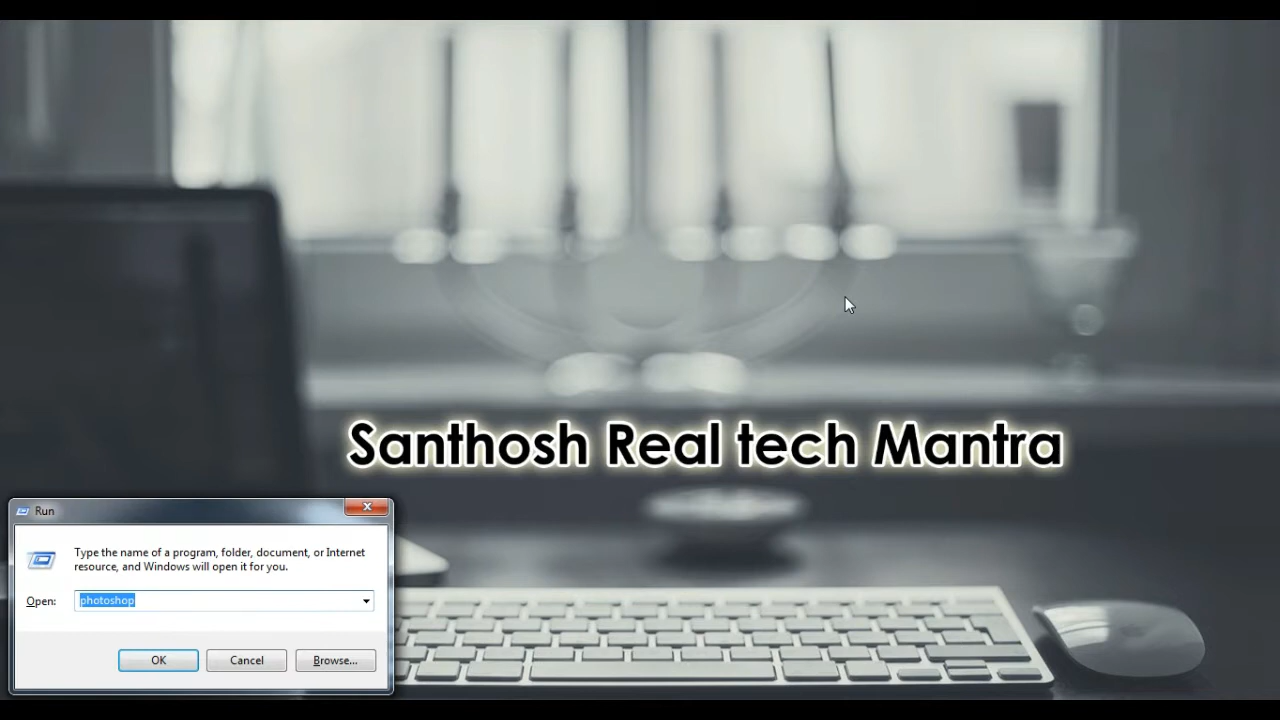 Santhosh Real tech Mantra
Run
Type the name of a program, folder, document, or Internet
resource, and Windows will open it for you.
Open:
photoshop
OK
Cancel
Browse...